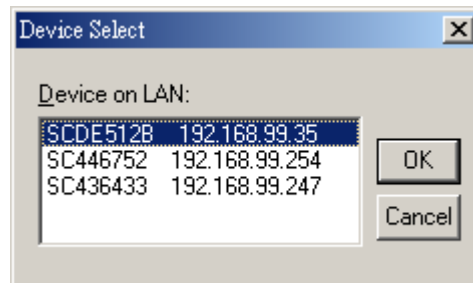 Device Select
Device on LAN:
SCDE512B 192.168.99.35
SC446752 192.168.99.254
SC436433 192.168.99.247
OK
Cancel